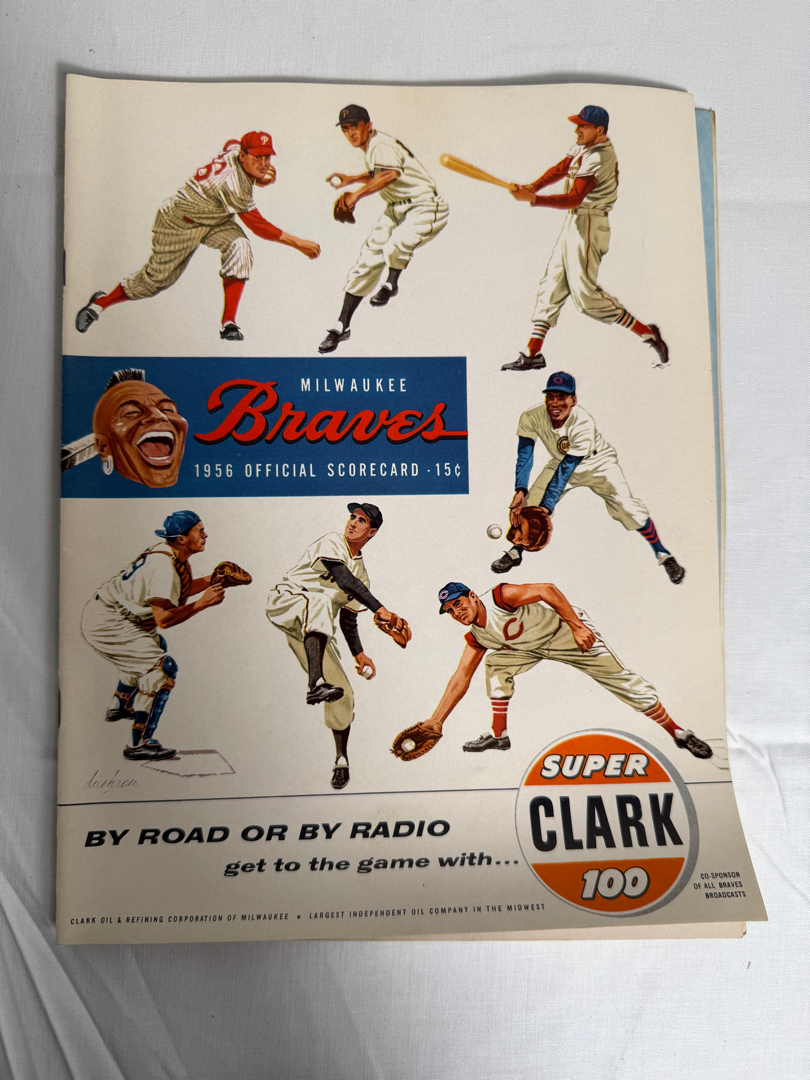 P
P
MILWAUKEE
Braves
1956 OFFICIAL SCORECARD - 15¢
C
C
BY ROAD OR BY RADIO
get to the game with...
SUPER
CLARK
100
CO-SPONSOR
OF ALL BRAVES
BROADCASTS
CLARK OIL & REFINING CORPORATION OF MILWAUKEE • LARGEST INDEPENDENT OIL COMPANY IN THE MIDWEST